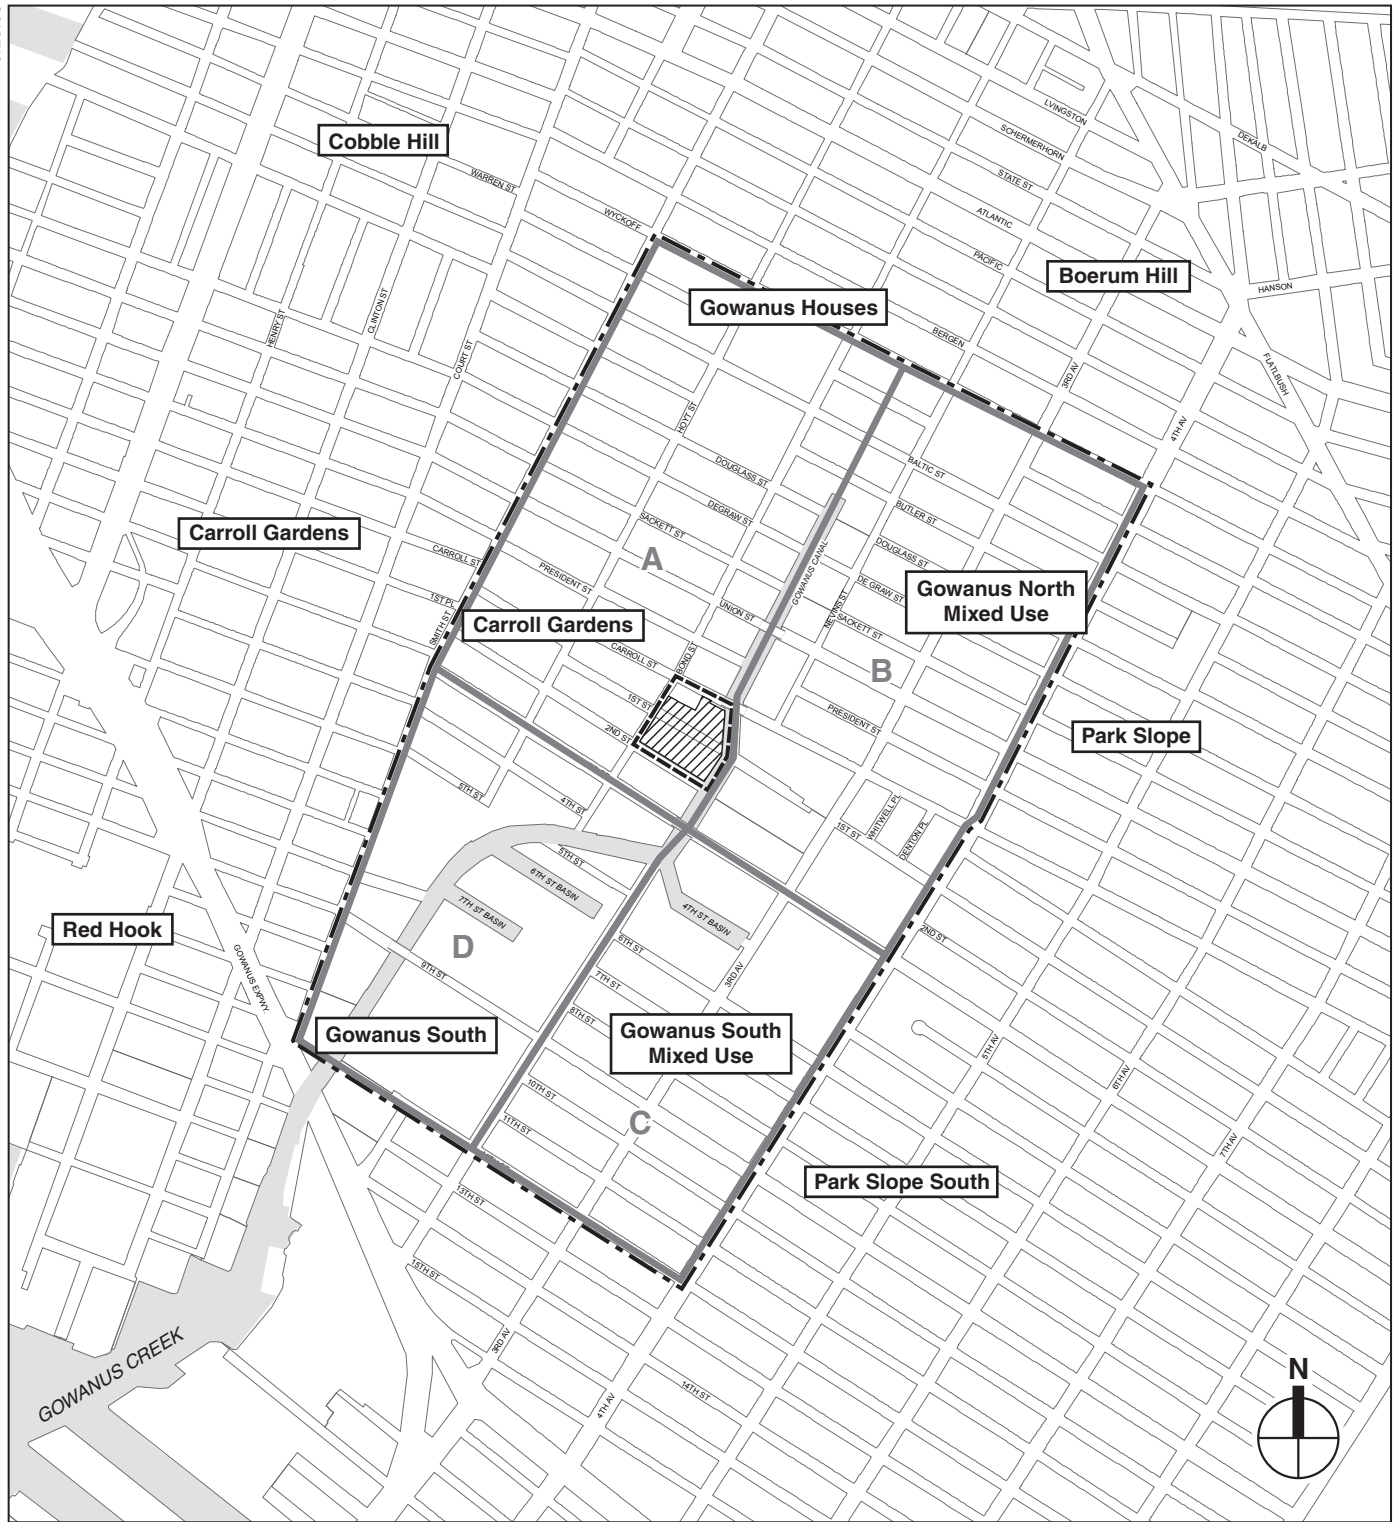 LVINGSTON
DEKALB
SCHERMERHORN
Cobble Hill
WARREN ST
STATE ST
WYCKOFF
ATLANTIC
PACIFIC
Boerum Hill
HANSON
Gowanus Houses
CLINTON ST
HENRY ST
COURT ST
BERGEN
3RD AV
FLATLBUSH
HOYT ST
4TH AV
DOUGLASS ST
BALTIC ST
DEGRAW ST
BUTLER ST
SACKETT ST
Carroll Gardens
CARROLL ST
A
DOUGLASS ST
GOWANUS CANAL
PRESIDENT ST
DE GRAW ST
Gowanus North
Mixed Use
1ST PL
SMITH ST
UNION ST
NEVINS ST
SACKETT ST
Carroll Gardens
CARROLL ST
BOND ST
B
1ST ST
PRESIDENT ST
2ND ST
Park Slope
5TH ST
4TH ST
WHITWELL PL
1ST ST
DENTON PL
5TH ST
6TH ST BASIN
7TH ST BASIN
4TH ST BASIN
Red Hook
2ND ST
D
6TH ST
GOWANUS EXPWY.
9TH ST
7TH ST
3RD AV
8TH ST
Gowanus South
Gowanus South
Mixed Use
5TH AV
6TH AV
10TH ST
11TH ST
C
7TH AV
Park Slope South
13TH ST
15TH ST
GOWANUS CREEK
3RD AV
14TH ST
4TH AV
N